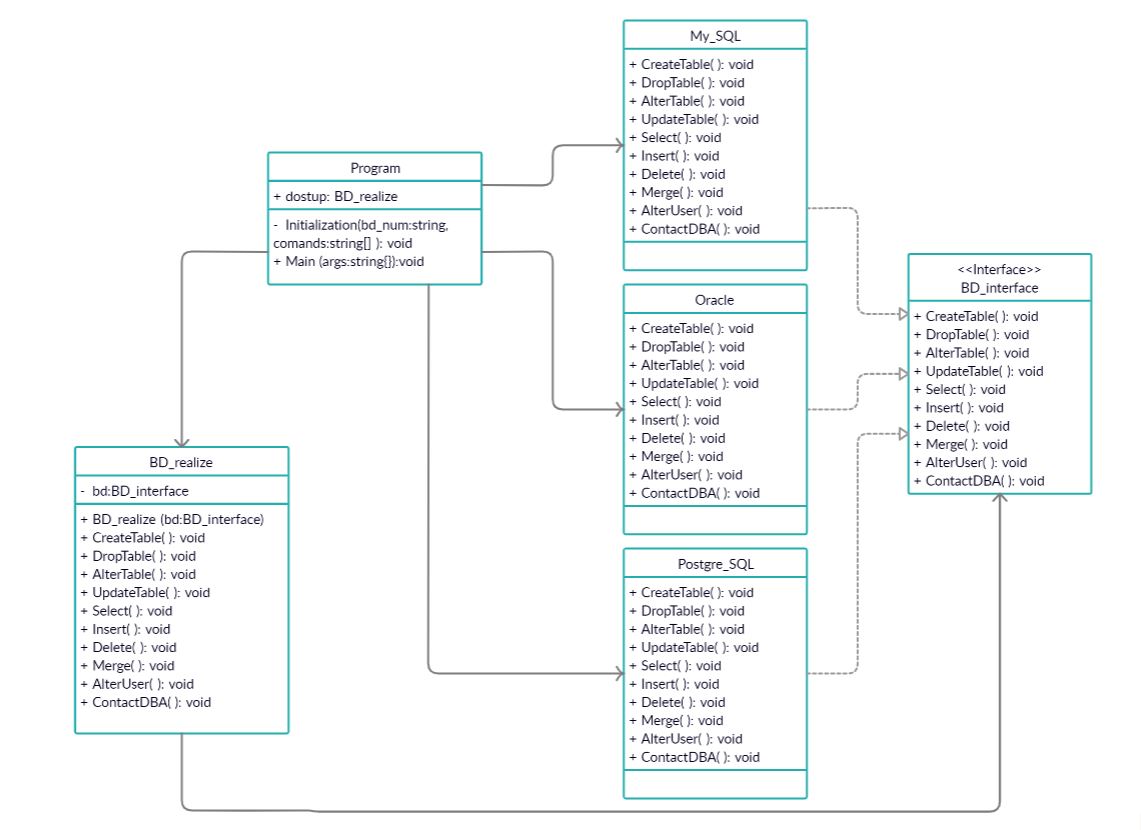 My_SQL
+ CreateTable( ): void
+ DropTable( ): void
+ AlterTable( ): void
+ UpdateTable( ): void
+ Select( ): void
+ Insert( ): void
+ Delete( ): void
+ Merge( ): void
+ AlterUser( ): void
+ ContactDBA( ): void
Program
+ dostup: BD_realize
- Initialization(bd_num:string,
comands:string[] ): void
+ Main (args:string[]):void
<<Interface>>
BD_interface
+ CreateTable( ): void
+ DropTable( ): void
+ AlterTable( ): void
+ UpdateTable( ): void
+ Select( ): void
+ Insert( ): void
+ Delete( ): void
+ Merge( ): void
+ AlterUser( ): void
+ ContactDBA( ): void
Oracle
+ CreateTable( ): void
+ DropTable( ): void
+ AlterTable( ): void
+ UpdateTable( ): void
+ Select( ): void
+ Insert( ): void
+ Delete( ): void
+ Merge( ): void
+ AlterUser( ): void
+ ContactDBA( ): void
BD_realize
- bd:BD_interface
+ BD_realize (bd:BD_interface)
+ CreateTable( ): void
+ DropTable( ): void
+ AlterTable( ): void
+ UpdateTable( ): void
+ Select( ): void
+ Insert( ): void
+ Delete( ): void
+ Merge( ): void
+ AlterUser( ): void
+ ContactDBA( ): void
Postgre_SQL
+ CreateTable( ): void
+ DropTable( ): void
+ AlterTable( ): void
+ UpdateTable( ): void
+ Select( ): void
+ Insert( ): void
+ Delete( ): void
+ Merge( ): void
+ AlterUser( ): void
+ ContactDBA( ): void